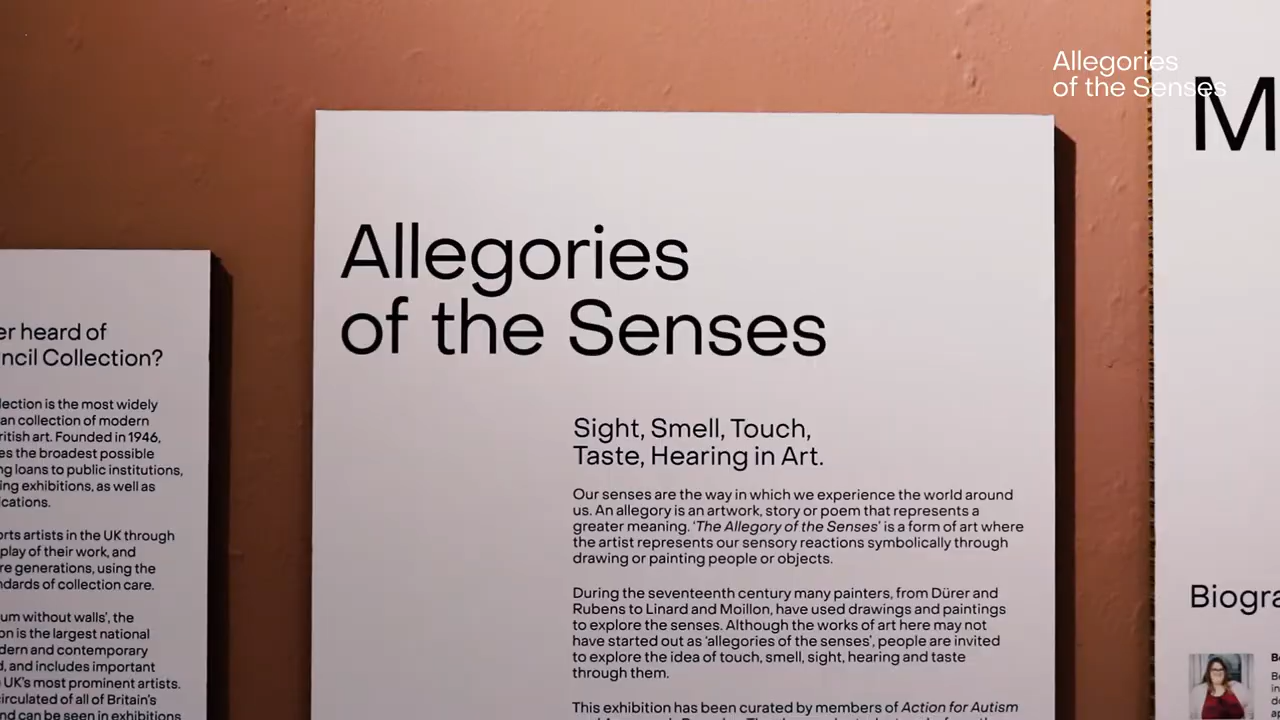 Allegories
of the Senses
er heard of
ncil Collection?
lection is the most widely
an collection of modern
ritish art. Founded in 1946,
es the broadest possible
ng loans to public institutions,
ing exhibitions, as well as
ications.
orts artists in the UK through
play of their work, and
re generations, using the
ndards of collection care.
um without walls', the
on is the largest national
dern and contemporary
d, and includes important
UK's most prominent artists.
circulated of all of Britain's
nd can be seen in exhibitions
Allegories
of the Senses
Sight, Smell, Touch,
Taste, Hearing in Art.
Our senses are the way in which we experience the world around
us. An allegory is an artwork, story or poem that represents a
greater meaning. 'The Allegory of the Senses' is a form of art where
the artist represents our sensory reactions symbolically through
drawing or painting people or objects.
During the seventeenth century many painters, from Dürer and
Rubens to Linard and Moillon, have used drawings and paintings
to explore the senses. Although the works of art here may not
have started out as 'allegories of the senses', people are invited
to explore the idea of touch, smell, sight, hearing and taste
through them.
This exhibition has been curated by members of Action for Autism
M
Biogra